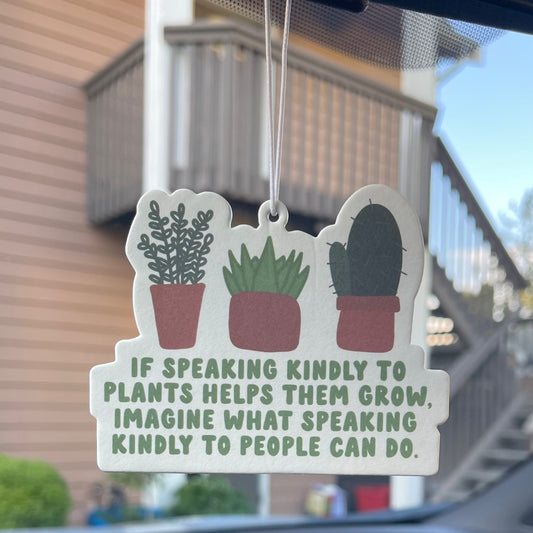 IF SPEAKING KINDLY TO
PLANTS HELPS THEM GROW,
IMAGINE WHAT SPEAKING
KINDLY TO PEOPLE CAN DO.